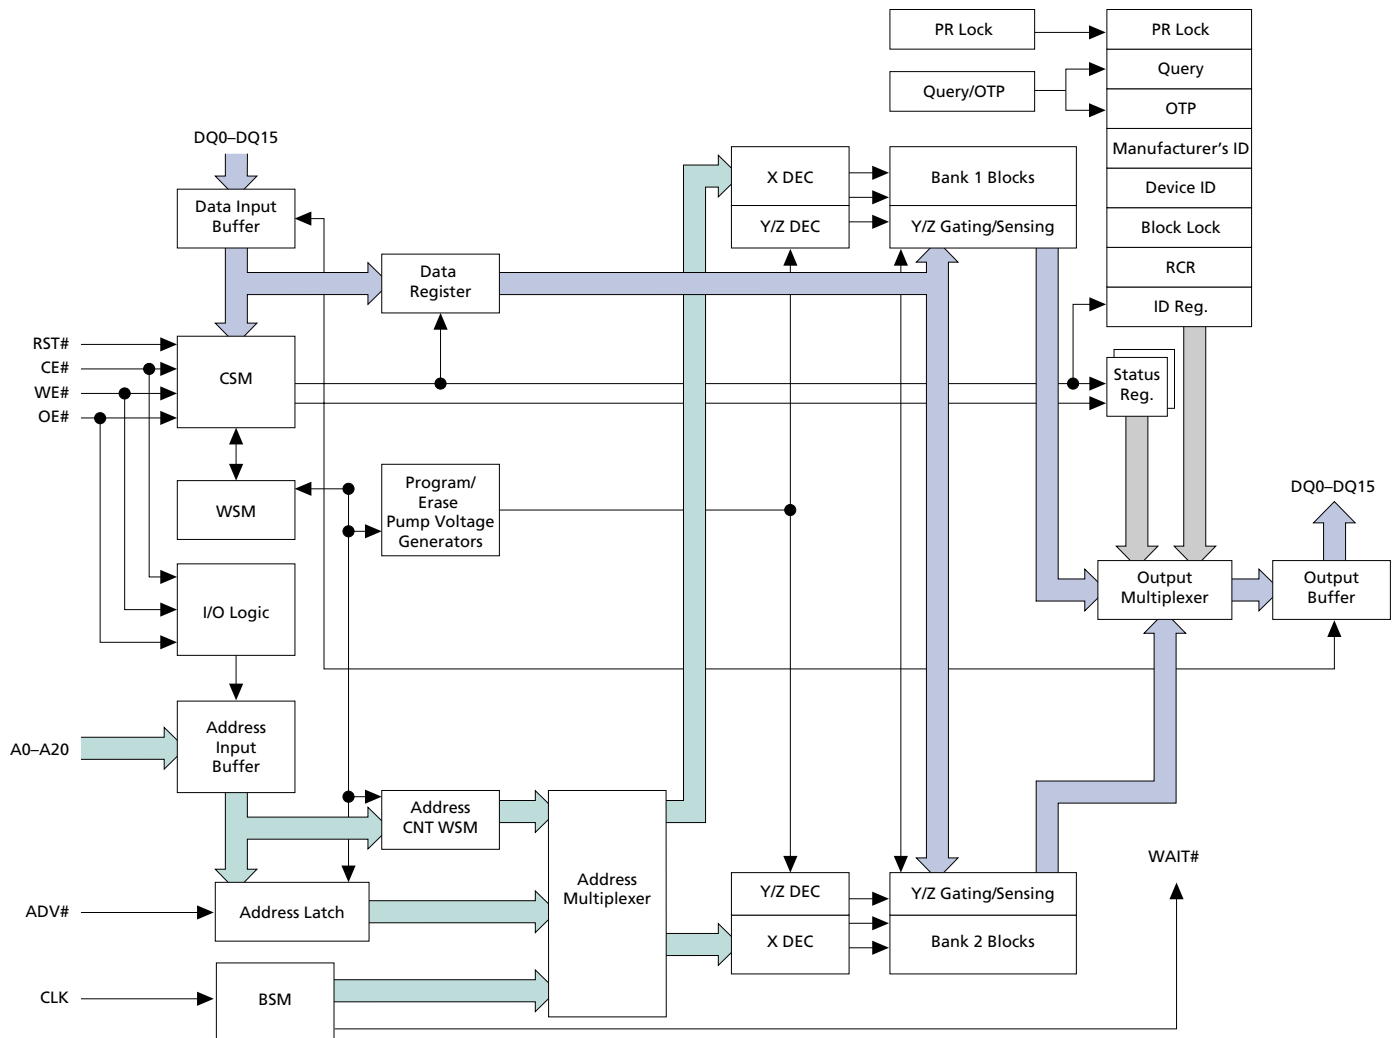 PR Lock
PR Lock
Query/OTP
Query
OTP
Manufacturer's ID
Device ID
Block Lock
RCR
ID Reg.
DQ0–DQ15
Data Input
Buffer
Data
Register
X DEC
Y/Z DEC
Bank 1 Blocks
Y/Z Gating/Sensing
RST#
CE#
WE#
OE#
CSM
Status
Reg.
WSM
Program/
Erase
Pump Voltage
Generators
DQ0–DQ15
I/O Logic
Output
Multiplexer
Output
Buffer
A0–A20
Address
Input
Buffer
Address
CNT WSM
Address
Multiplexer
WAIT#
ADV#
Address Latch
Y/Z DEC
X DEC
Y/Z Gating/Sensing
Bank 2 Blocks
CLK
BSM